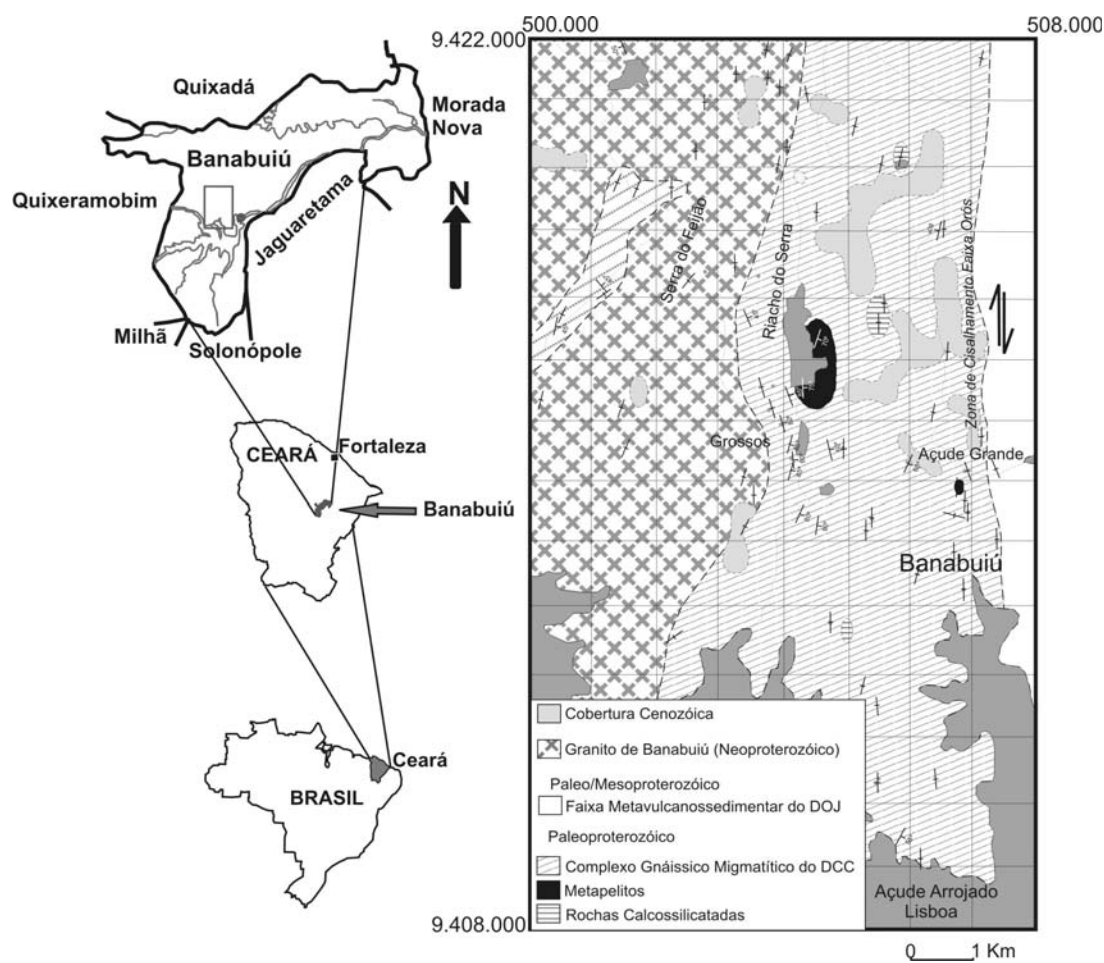 500.000
508.000
9.422.000
Quixadá
Morada
Nova
Banabuiú
Quixeramobim
Jaguaretama
N
Milhã
Solonópole
CEARÁ
Fortaleza
Banabuiú
Ceará
BRASIL
9.408.000
Serra do Feijão
Riacho do Serra
Zona de Cisalhamento Faixa Orós
Grossos
Açude Grande
Banabuiú
Açude Arrojado
Lisboa
Cobertura Cenozóica
Granito de Banabuiú (Neoproterozóico)
Paleo/Mesoproterozóico
Faixa Metavulcanossedimentar do DOJ
Paleoproterozóico
Complexo Gnáissico Migmatítico do DCC
Metapelitos
Rochas Calcossilicatadas
0 1 Km